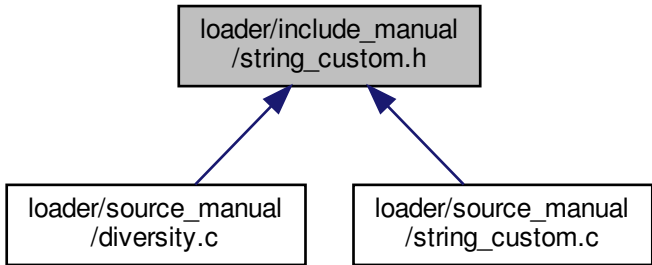 loader/include_manual
/string_custom.h
loader/source_manual
/diversity.c
loader/source_manual
/string_custom.c